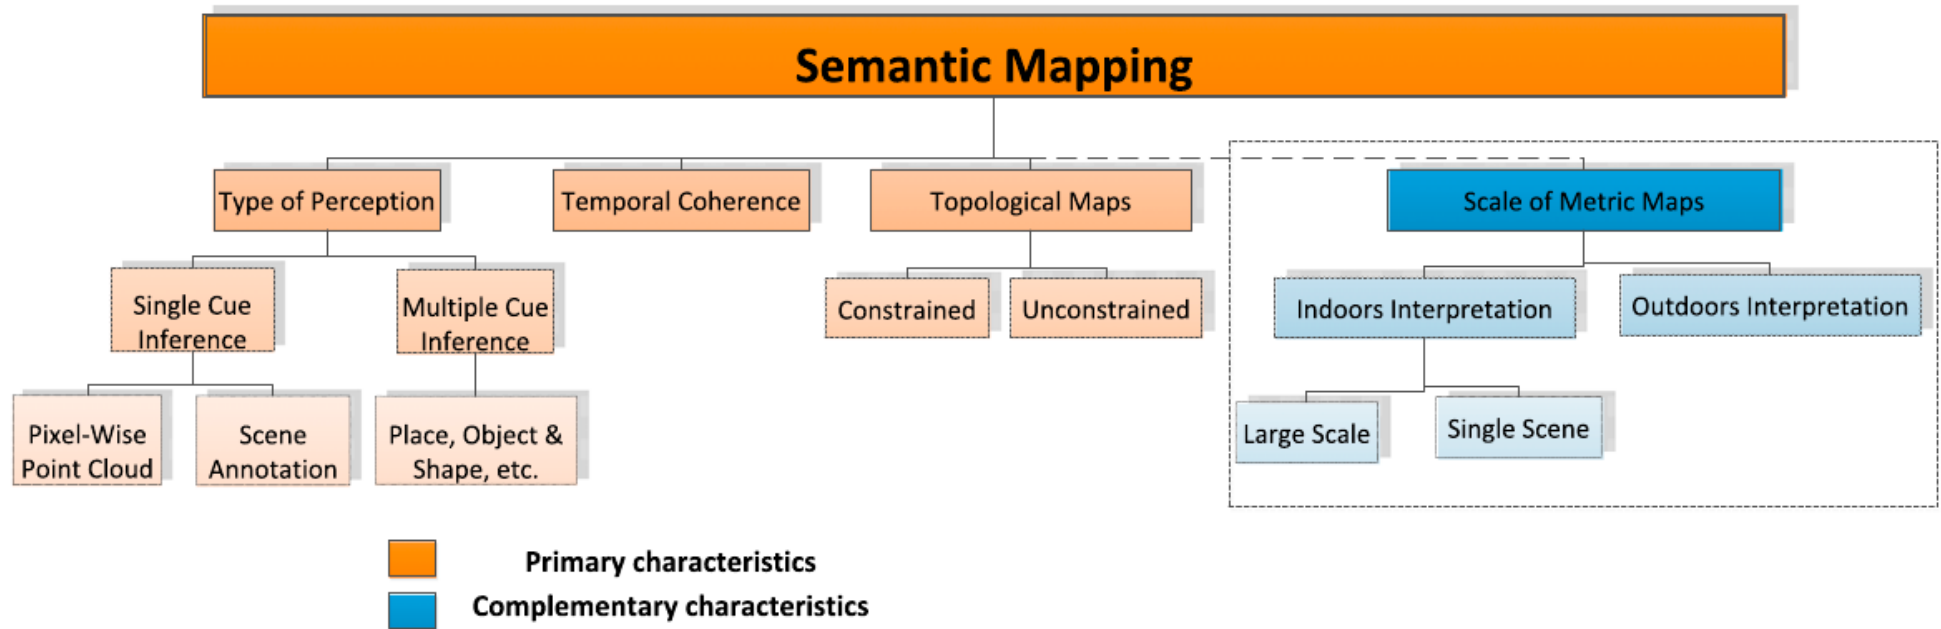 Semantic Mapping
Type of Perception
Temporal Coherence
Topological Maps
Scale of Metric Maps
Single Cue
Inference
Multiple Cue
Inference
Constrained
Unconstrained
Indoors Interpretation
Outdoors Interpretation
Pixel-Wise
Point Cloud
Scene
Annotation
Place, Object &
Shape, etc.
Large Scale
Single Scene
Primary characteristics
Complementary characteristics